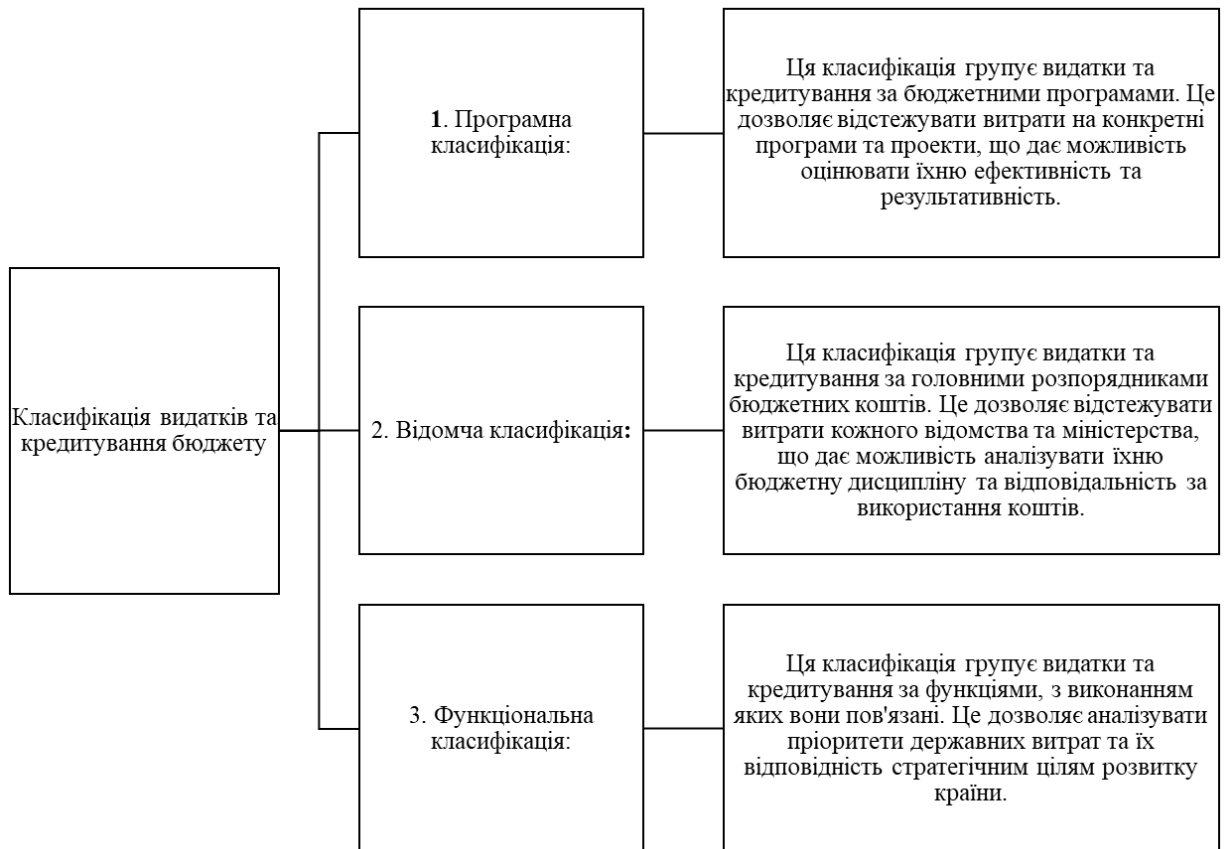 Класифікація видатків та
кредитування бюджету
1. Програмна
класифікація:
Ця класифікація групує видатки та
кредитування за бюджетними програмами. Це
дозволяє відстежувати витрати на конкретні
програми та проекти, що дає можливість
оцінювати їхню ефективність та
результативність.
2. Відомча класифікація:
Ця класифікація групує видатки та
кредитування за головними розпорядниками
бюджетних коштів. Це дозволяє відстежувати
витрати кожного відомства та міністерства,
що дає можливість аналізувати їхню
бюджетну дисципліну та відповідальність за
використання коштів.
3. Функціональна
класифікація:
Ця класифікація групує видатки та
кредитування за функціями, з виконанням
яких вони пов'язані. Це дозволяє аналізувати
пріоритети державних витрат та їх
відповідність стратегічним цілям розвитку
країни.